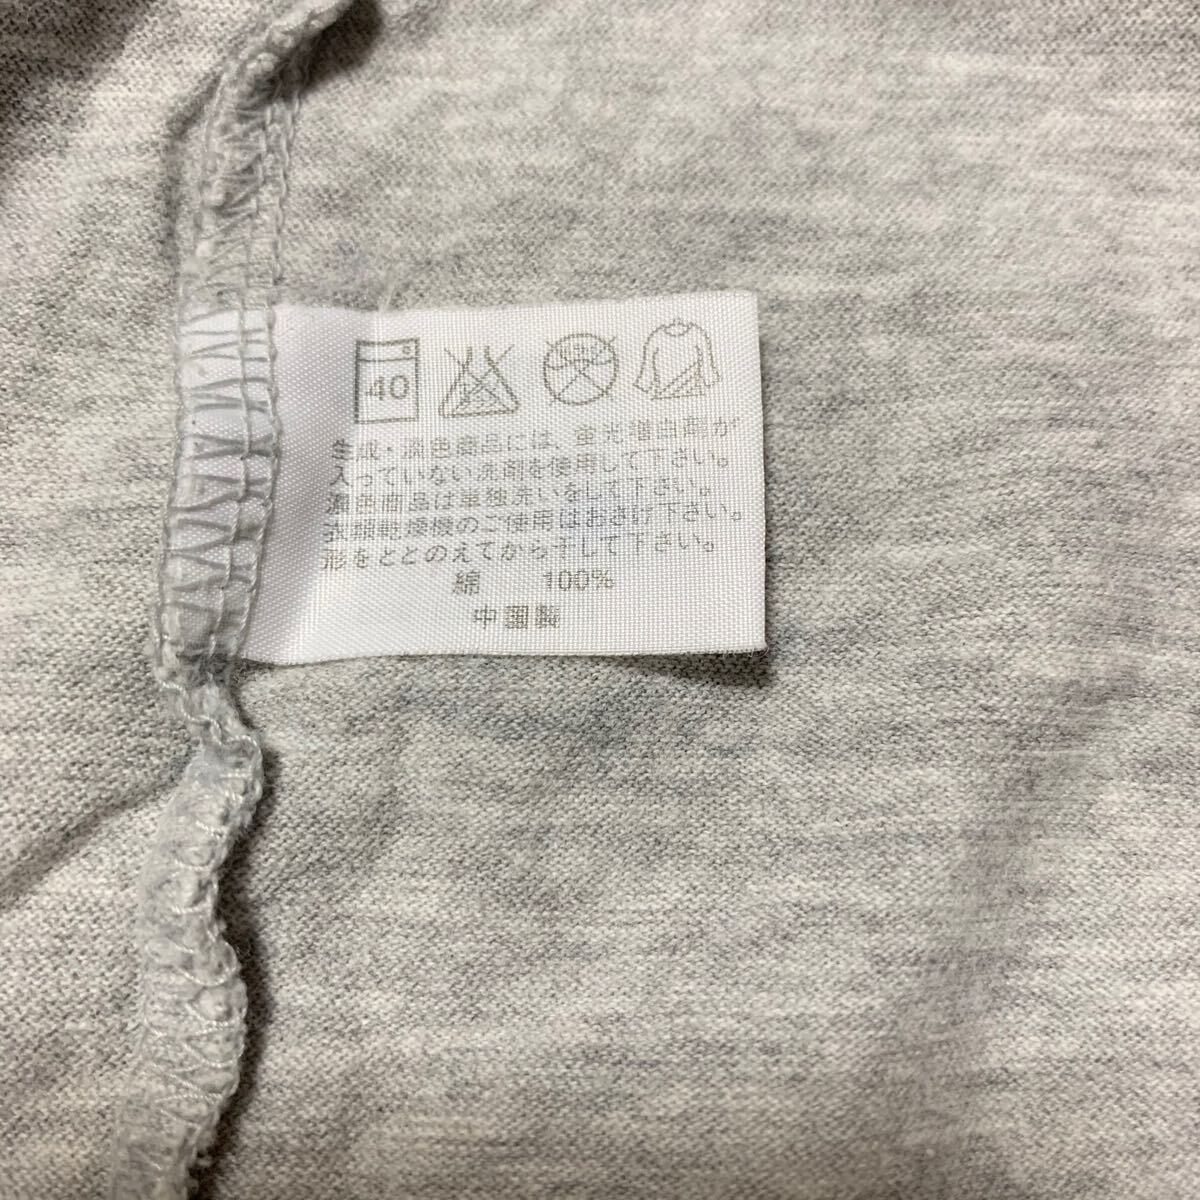 40
生成・淡色商品には、蛍光増白剤が
入っていない洗剤を使用して下さい。
濃色商品は単独洗いをして下さい。
衣類乾燥機のご使用はおさけ下さい。
形をととのえてから干して下さい。
綿 100%
中国製